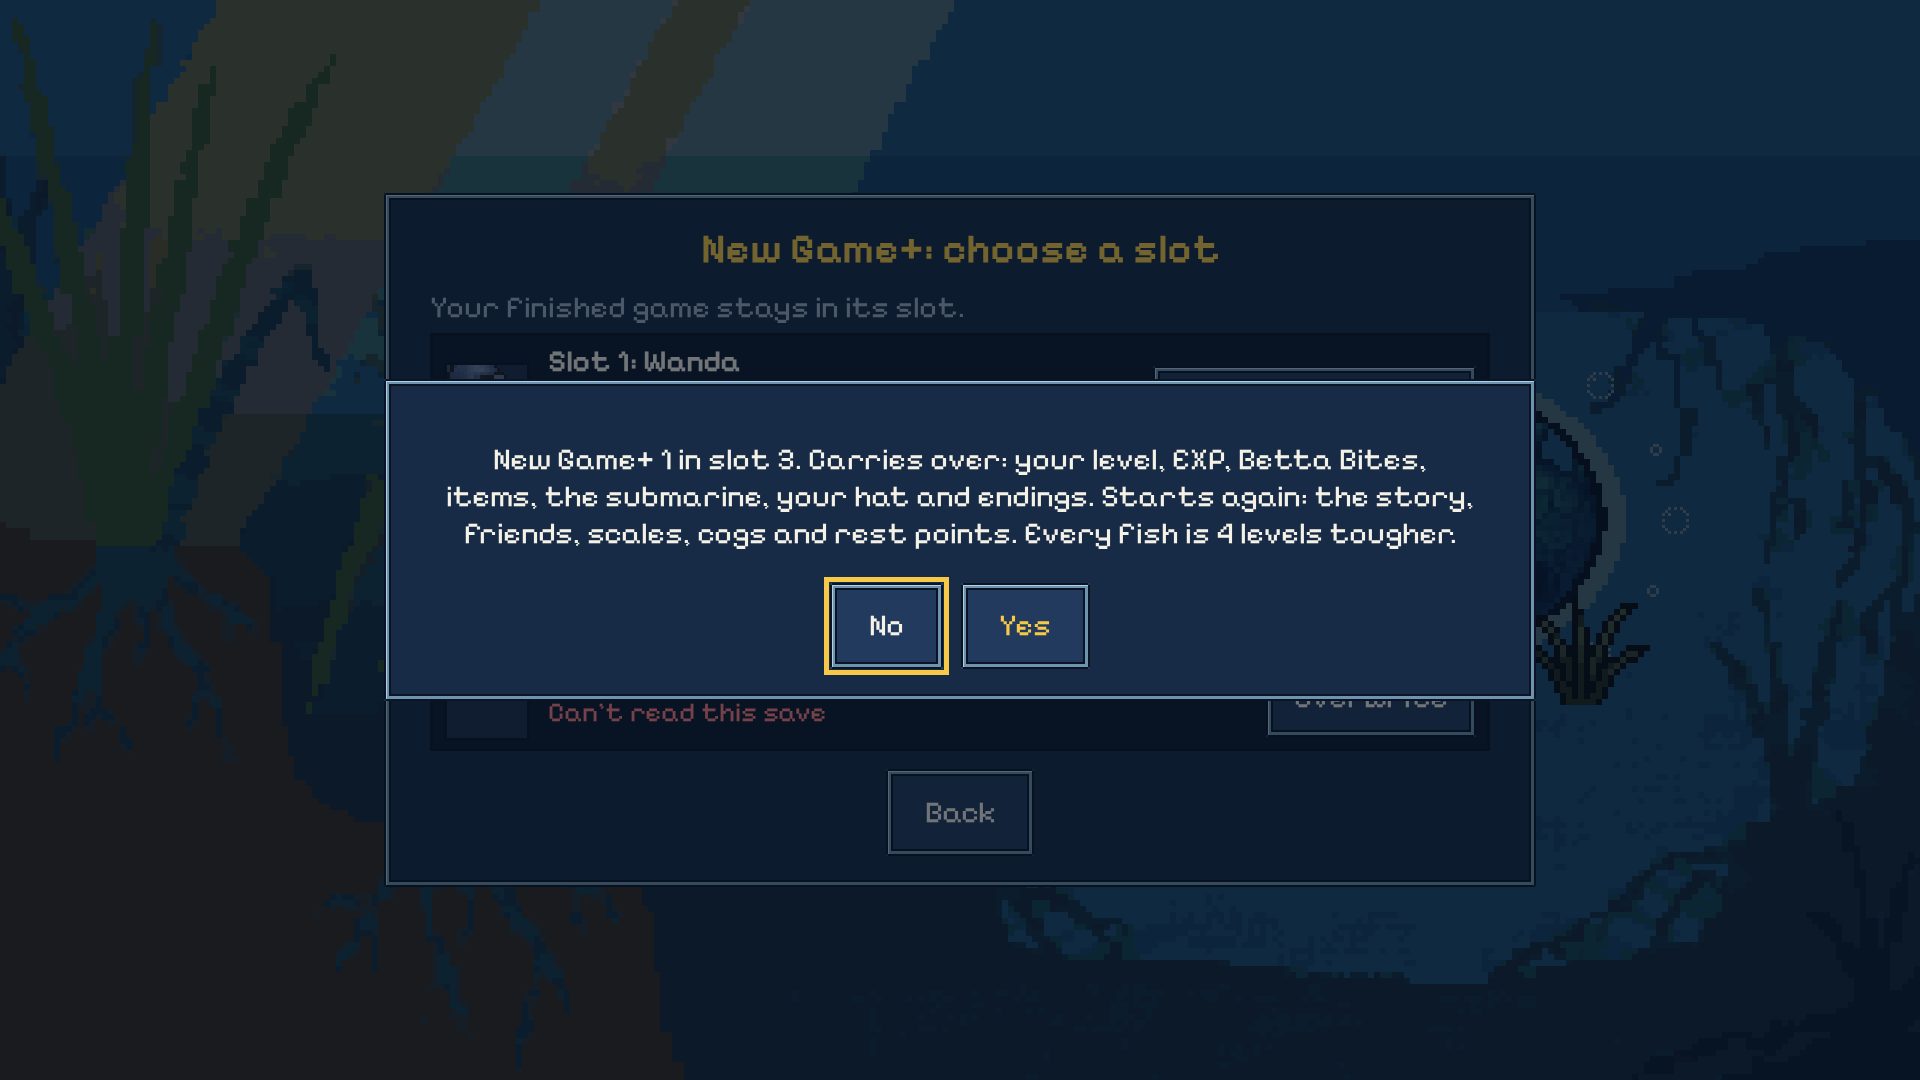 New Game+: choose a slot
Your finished game stays in its slot.
Slot 1: Wanda
New Game+ 1 in slot 3. Carries over: your level, EXP, Betta Bites,
items, the submarine, your hat and endings. Starts again: the story,
friends, scales, cogs and rest points. Every fish is 4 levels tougher.
No
Yes
Can't read this save
Overwrite
Back